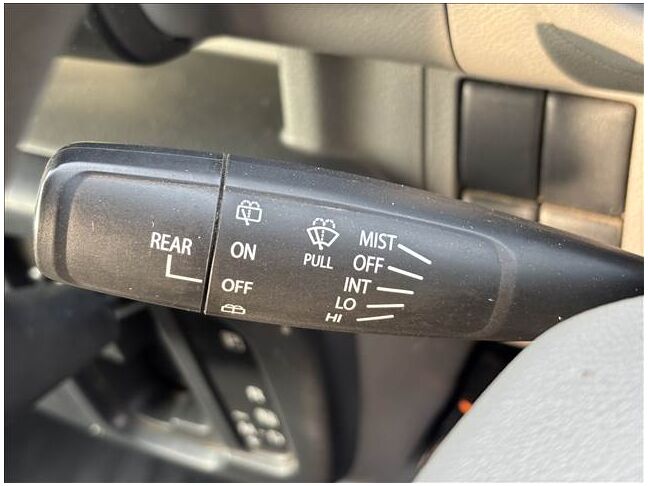 REAR
ON
OFF
PULL
MIST
OFF
INT
LO
HI